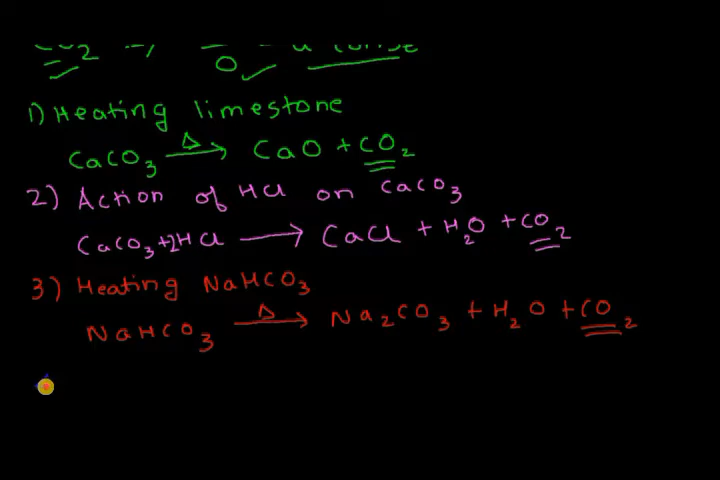 CO2
O
1) Heating limestone
CaCO3 Δ→ CaO + CO2
2) Action of HCl on CaCO3
CaCO3+2HCl → CaCl + H2O + CO2
3) Heating NaHCO3
NaHCO3 Δ→ Na2CO3 + H2O + CO2